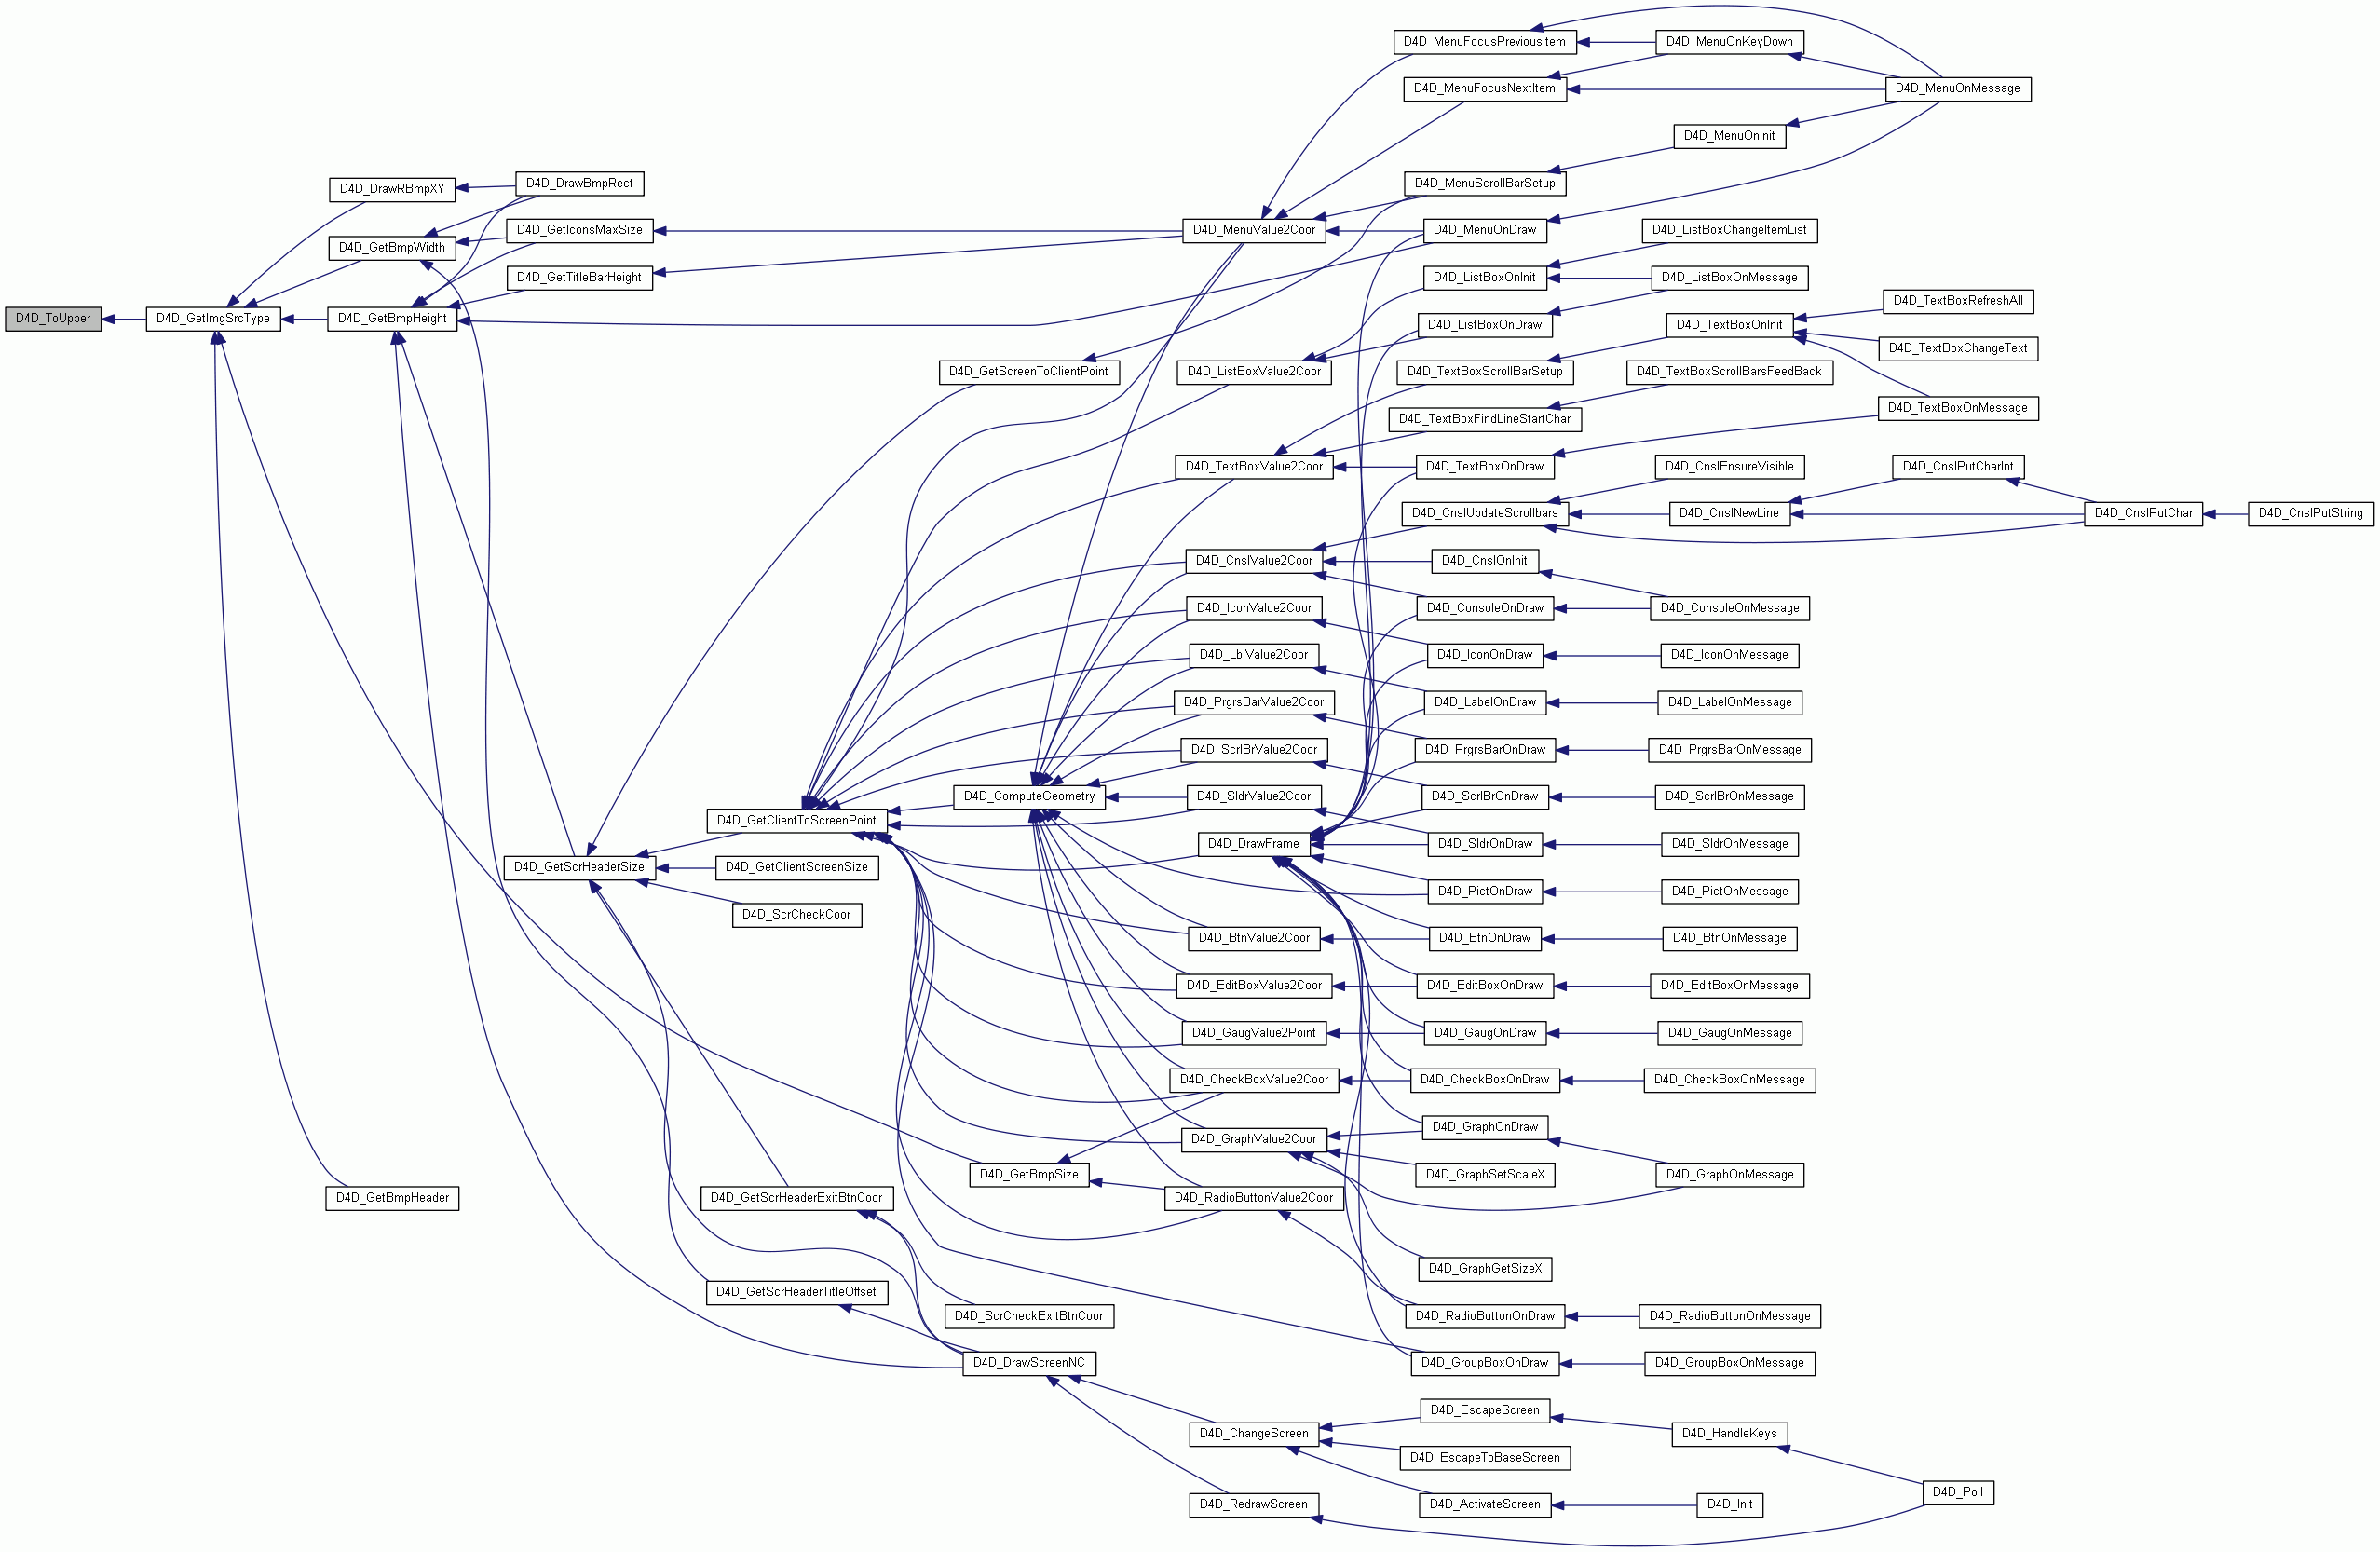 D4D_ToUpper
D4D_GetImgSrcType
D4D_DrawRBmpXY
D4D_GetBmpWidth
D4D_GetBmpHeight
D4D_GetBmpHeader
D4D_DrawBmpRect
D4D_GetIconsMaxSize
D4D_GetTitleBarHeight
D4D_GetScrHeaderSize
D4D_GetClientToScreenPoint
D4D_GetClientScreenSize
D4D_ScrCheckCoor
D4D_GetScrHeaderExitBtnCoor
D4D_GetScrHeaderTitleOffset
D4D_GetScreenToClientPoint
D4D_ComputeGeometry
D4D_GetBmpSize
D4D_ScrCheckExitBtnCoor
D4D_DrawScreenNC
D4D_MenuValue2Coor
D4D_ListBoxValue2Coor
D4D_TextBoxValue2Coor
D4D_CnslValue2Coor
D4D_IconValue2Coor
D4D_LblValue2Coor
D4D_PrgrsBarValue2Coor
D4D_ScrlBrValue2Coor
D4D_SldrValue2Coor
D4D_DrawFrame
D4D_BtnValue2Coor
D4D_EditBoxValue2Coor
D4D_GaugValue2Point
D4D_CheckBoxValue2Coor
D4D_GraphValue2Coor
D4D_RadioButtonValue2Coor
D4D_ChangeScreen
D4D_RedrawScreen
D4D_MenuFocusPreviousItem
D4D_MenuFocusNextItem
D4D_MenuScrollBarSetup
D4D_MenuOnDraw
D4D_ListBoxOnInit
D4D_ListBoxOnDraw
D4D_TextBoxScrollBarSetup
D4D_TextBoxFindLineStartChar
D4D_TextBoxOnDraw
D4D_CnslUpdateScrollbars
D4D_CnslOnInit
D4D_ConsoleOnDraw
D4D_IconOnDraw
D4D_LabelOnDraw
D4D_PrgrsBarOnDraw
D4D_ScrlBrOnDraw
D4D_SldrOnDraw
D4D_PictOnDraw
D4D_BtnOnDraw
D4D_EditBoxOnDraw
D4D_GaugOnDraw
D4D_CheckBoxOnDraw
D4D_GraphOnDraw
D4D_GraphSetScaleX
D4D_GraphGetSizeX
D4D_RadioButtonOnDraw
D4D_GroupBoxOnDraw
D4D_EscapeScreen
D4D_EscapeToBaseScreen
D4D_ActivateScreen
D4D_MenuOnKeyDown
D4D_MenuOnInit
D4D_ListBoxChangeItemList
D4D_ListBoxOnMessage
D4D_TextBoxOnInit
D4D_TextBoxScrollBarsFeedBack
D4D_CnslEnsureVisible
D4D_CnslNewLine
D4D_ConsoleOnMessage
D4D_IconOnMessage
D4D_LabelOnMessage
D4D_PrgrsBarOnMessage
D4D_ScrlBrOnMessage
D4D_SldrOnMessage
D4D_PictOnMessage
D4D_BtnOnMessage
D4D_EditBoxOnMessage
D4D_GaugOnMessage
D4D_CheckBoxOnMessage
D4D_GraphOnMessage
D4D_RadioButtonOnMessage
D4D_GroupBoxOnMessage
D4D_HandleKeys
D4D_Init
D4D_MenuOnMessage
D4D_TextBoxRefreshAll
D4D_TextBoxChangeText
D4D_TextBoxOnMessage
D4D_CnslPutCharInt
D4D_Poll
D4D_CnslPutChar
D4D_CnslPutString